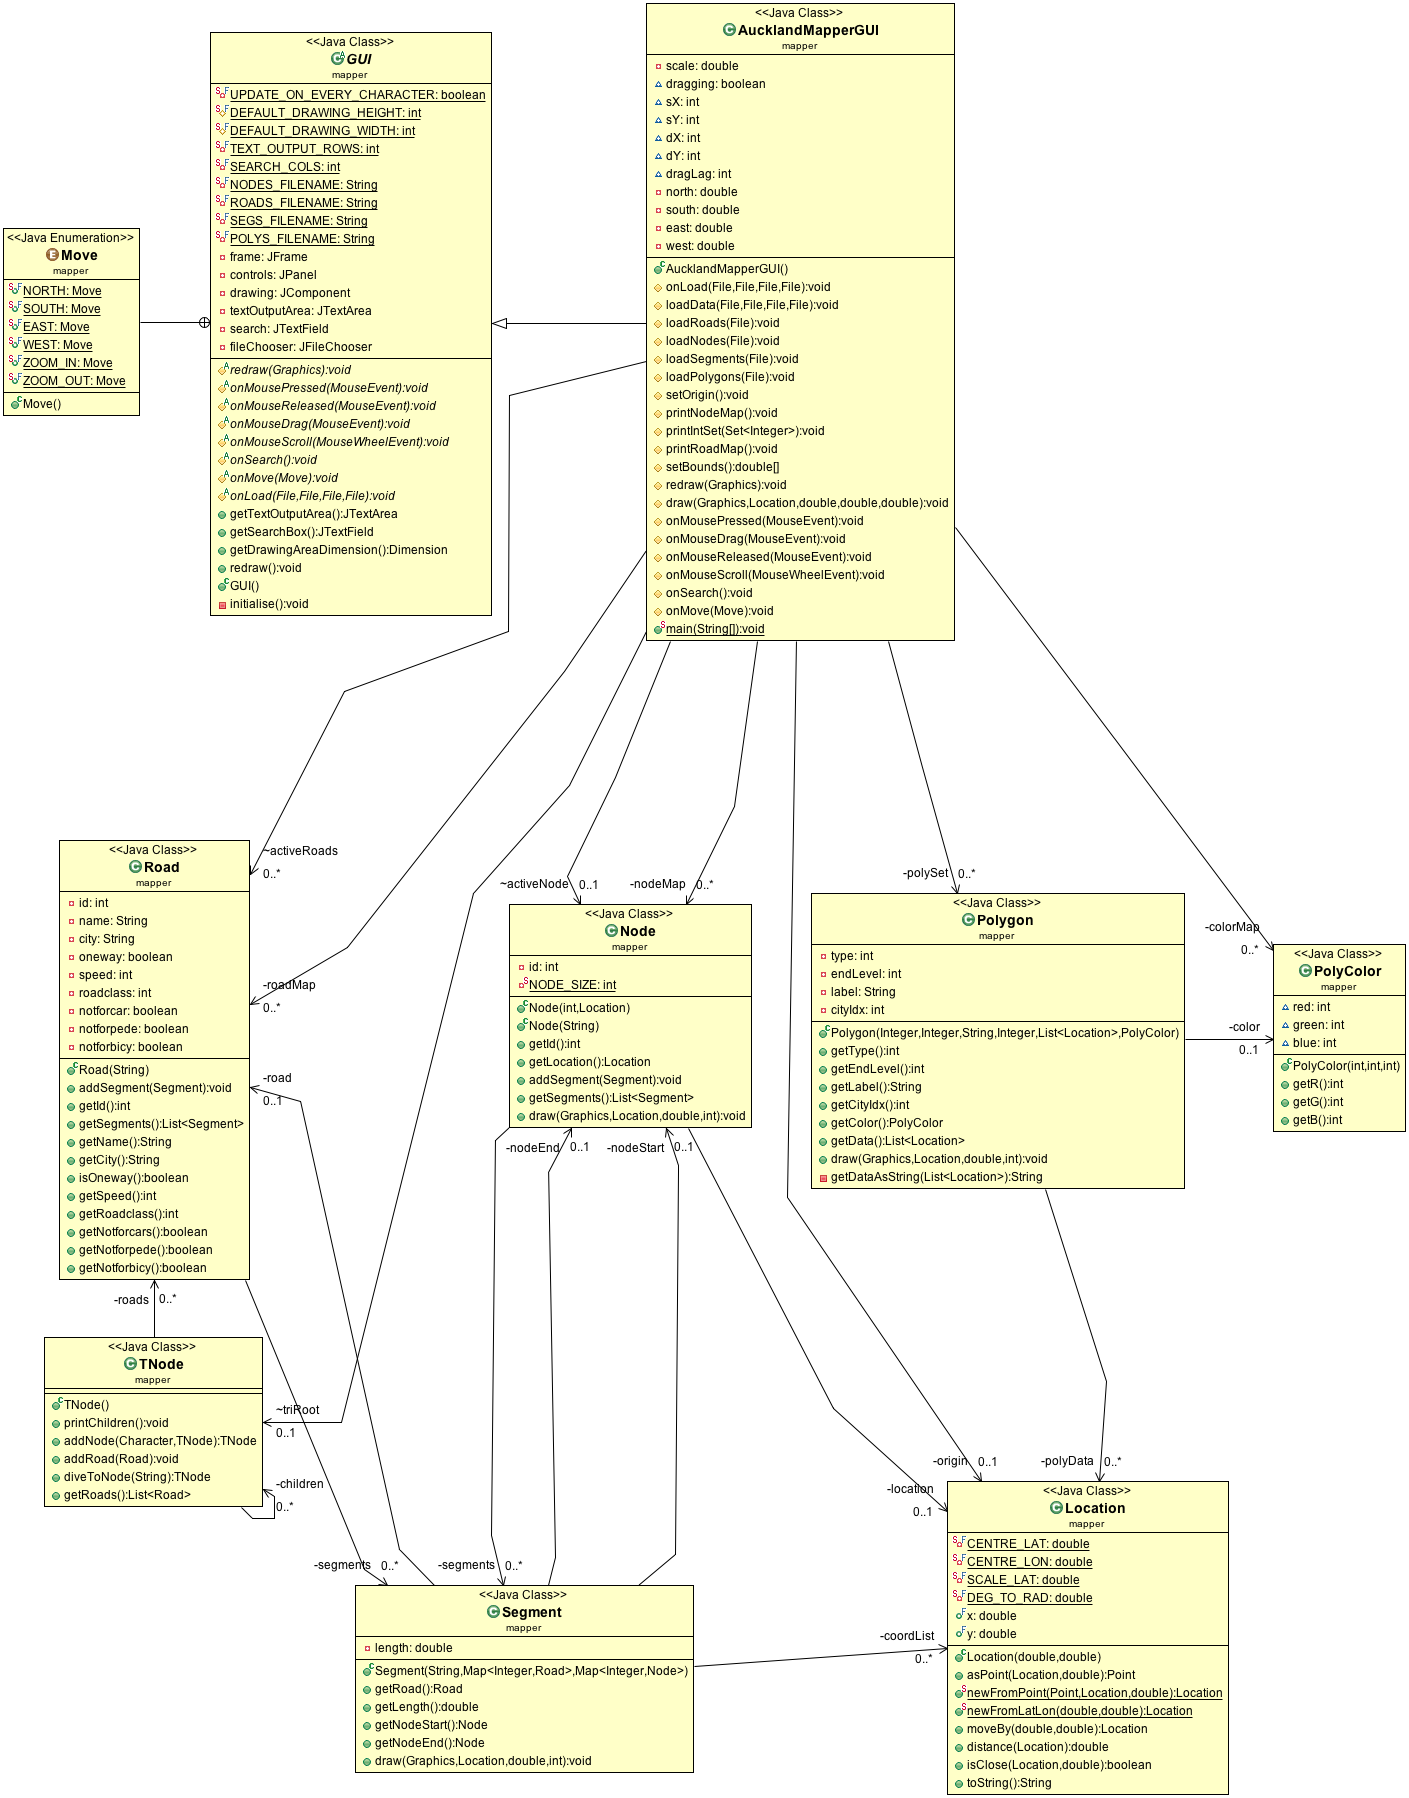 <<Java Class>>
AucklandMapperGUI
mapper
scale: double
dragging: boolean
sX: int
sY: int
dX: int
dY: int
dragLag: int
north: double
south: double
east: double
west: double
AucklandMapperGUI()
onLoad(File,File,File,File):void
loadData(File,File,File,File):void
loadRoads(File):void
loadNodes(File):void
loadSegments(File):void
loadPolygons(File):void
setOrigin():void
printNodeMap():void
printIntSet(Set<Integer>):void
printRoadMap():void
setBounds():double[]
redraw(Graphics):void
draw(Graphics,Location,double,double,double):void
onMousePressed(MouseEvent):void
onMouseDrag(MouseEvent):void
onMouseReleased(MouseEvent):void
onMouseScroll(MouseWheelEvent):void
onSearch():void
onMove(Move):void
main(String[]):void
<<Java Class>>
GUI
mapper
UPDATE_ON_EVERY_CHARACTER: boolean
DEFAULT_DRAWING_HEIGHT: int
DEFAULT_DRAWING_WIDTH: int
TEXT_OUTPUT_ROWS: int
SEARCH_COLS: int
NODES_FILENAME: String
ROADS_FILENAME: String
SEGS_FILENAME: String
POLYS_FILENAME: String
frame: JFrame
controls: JPanel
drawing: JComponent
textOutputArea: JTextArea
search: JTextField
fileChooser: JFileChooser
redraw(Graphics):void
onMousePressed(MouseEvent):void
onMouseReleased(MouseEvent):void
onMouseDrag(MouseEvent):void
onMouseScroll(MouseWheelEvent):void
onSearch():void
onMove(Move):void
onLoad(File,File,File,File):void
getTextOutputArea():JTextArea
getSearchBox():JTextField
getDrawingAreaDimension():Dimension
redraw():void
GUI()
initialise():void
<<Java Enumeration>>
Move
mapper
NORTH: Move
SOUTH: Move
EAST: Move
WEST: Move
ZOOM_IN: Move
ZOOM_OUT: Move
Move()
~activeRoads
0..*
-roadMap
0..*
-road
0..1
~activeNode 0..1
-nodeMap 0..*
-polySet 0..*
-colorMap
0..*
<<Java Class>>
Road
mapper
id: int
name: String
city: String
oneway: boolean
speed: int
roadclass: int
notforcar: boolean
notforpede: boolean
notforbicy: boolean
Road(String)
addSegment(Segment):void
getId():int
getSegments():List<Segment>
getName():String
getCity():String
isOneway():boolean
getSpeed():int
getRoadclass():int
getNotforcars():boolean
getNotforpede():boolean
getNotforbicy():boolean
<<Java Class>>
Node
mapper
id: int
NODE_SIZE: int
Node(int,Location)
Node(String)
getId():int
getLocation():Location
addSegment(Segment):void
getSegments():List<Segment>
draw(Graphics,Location,double,int):void
<<Java Class>>
Polygon
mapper
type: int
endLevel: int
label: String
cityIdx: int
Polygon(Integer,Integer,String,Integer,List<Location>,PolyColor)
getType():int
getEndLevel():int
getLabel():String
getCityIdx():int
getColor():PolyColor
getData():List<Location>
draw(Graphics,Location,double,int):void
getDataAsString(List<Location>):String
-color
0..1
<<Java Class>>
PolyColor
mapper
red: int
green: int
blue: int
PolyColor(int,int,int)
getR():int
getG():int
getB():int
-nodeEnd 0..1
-nodeStart 0..1
-roads 0..*
<<Java Class>>
TNode
mapper
TNode()
printChildren():void
addNode(Character,TNode):TNode
addRoad(Road):void
diveToNode(String):TNode
getRoads():List<Road>
~triRoot
0..1
-children
0..*
-segments 0..*
-segments 0..*
-origin 0..1
-polyData 0..*
-location
0..1
<<Java Class>>
Segment
mapper
length: double
Segment(String,Map<Integer,Road>,Map<Integer,Node>)
getRoad():Road
getLength():double
getNodeStart():Node
getNodeEnd():Node
draw(Graphics,Location,double,int):void
-coordList
0..*
<<Java Class>>
Location
mapper
CENTRE_LAT: double
CENTRE_LON: double
SCALE_LAT: double
DEG_TO_RAD: double
x: double
y: double
Location(double,double)
asPoint(Location,double):Point
newFromPoint(Point,Location,double):Location
newFromLatLon(double,double):Location
moveBy(double,double):Location
distance(Location):double
isClose(Location,double):boolean
toString():String